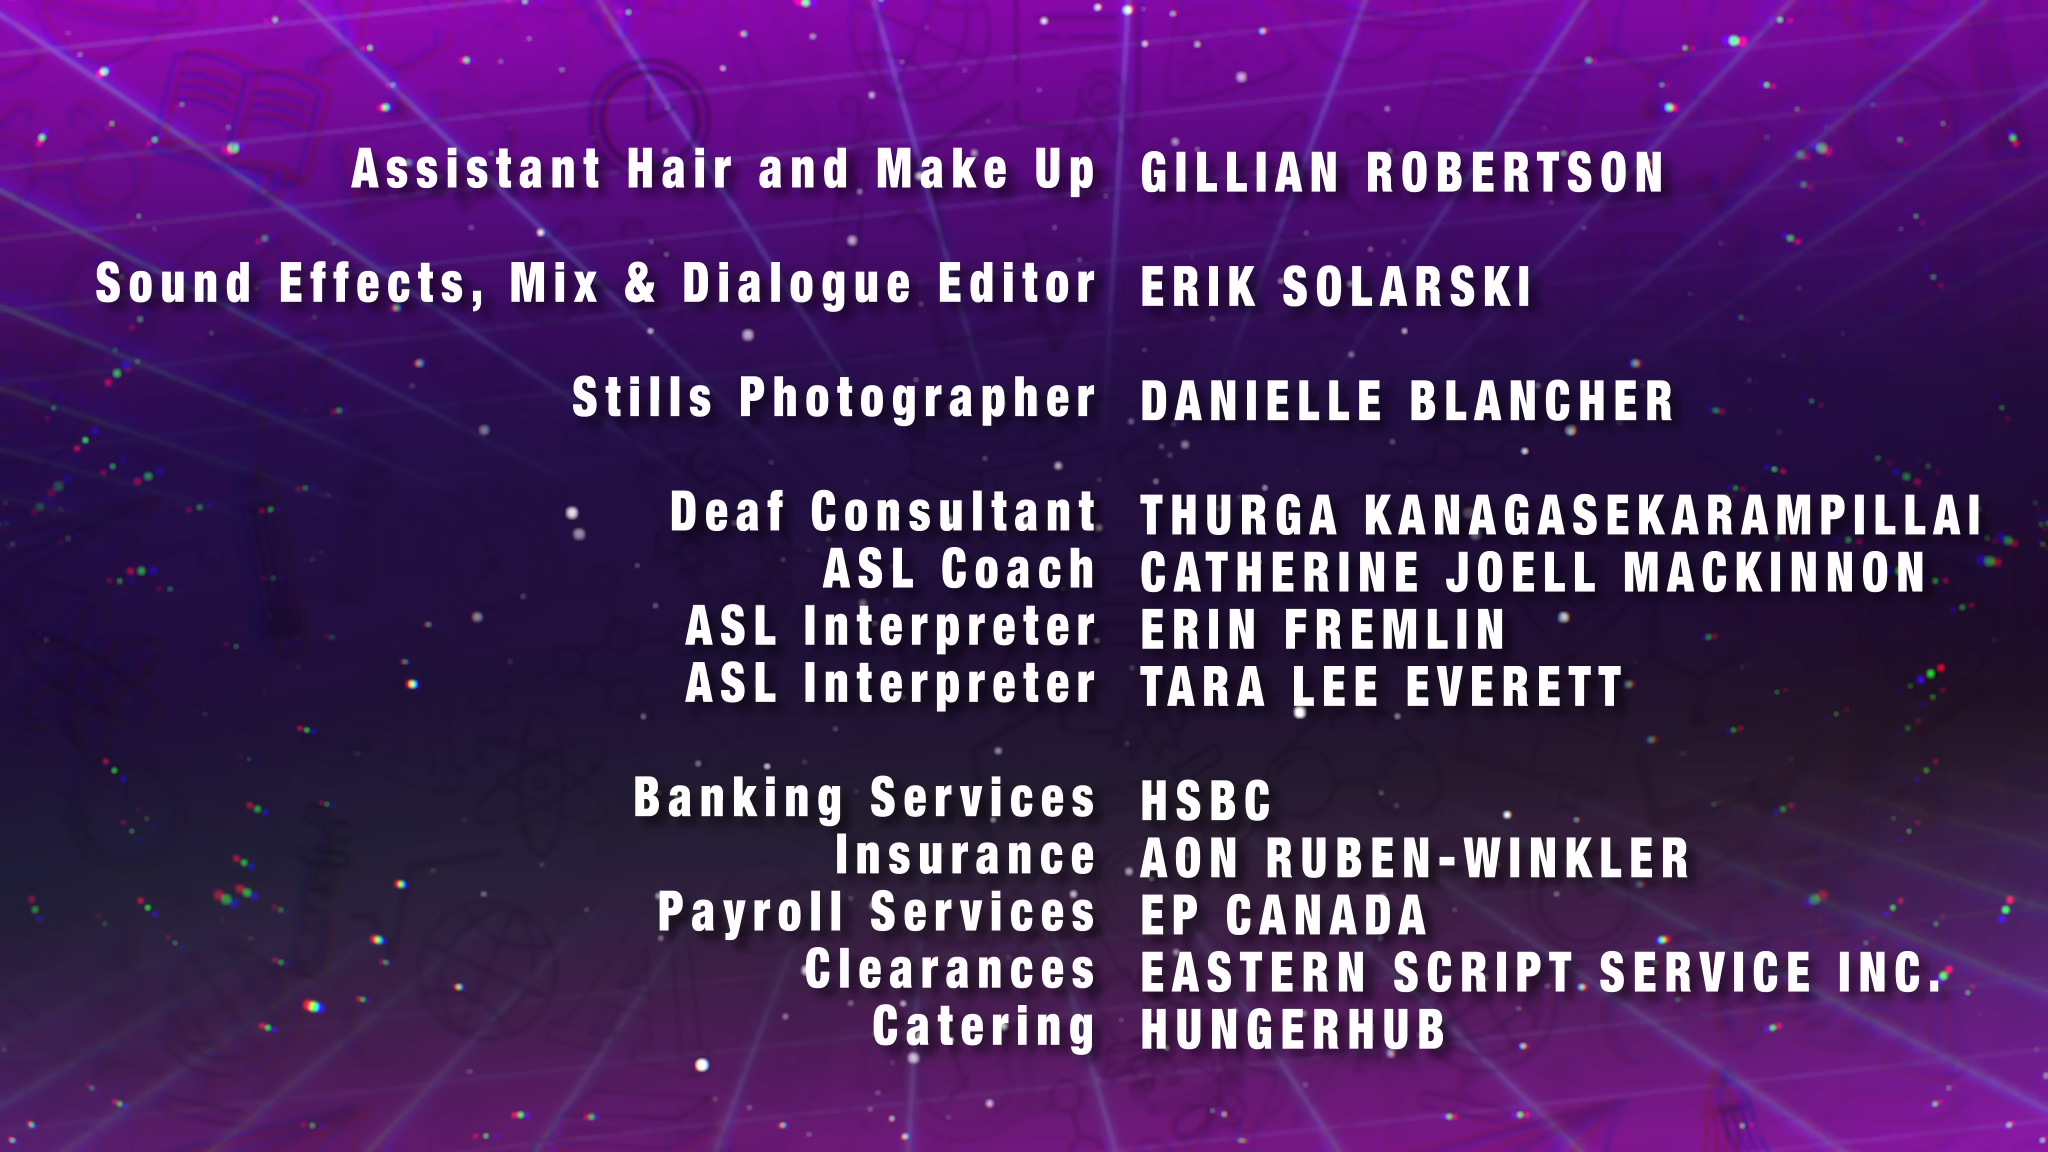 Assistant Hair and Make Up GILLIAN ROBERTSON
Sound Effects, Mix & Dialogue Editor ERIK SOLARSKI
Stills Photographer DANIELLE BLANCHER
Deaf Consultant THURGA KANAGASEKARAMPILLAI
ASL Coach CATHERINE JOELL MACKINNON
ASL Interpreter ERIN FREMLIN
ASL Interpreter TARA LEE EVERETT
Banking Services HSBC
Insurance AON RUBEN-WINKLER
Payroll Services EP CANADA
Clearances EASTERN SCRIPT SERVICE INC.
Catering HUNGERHUB